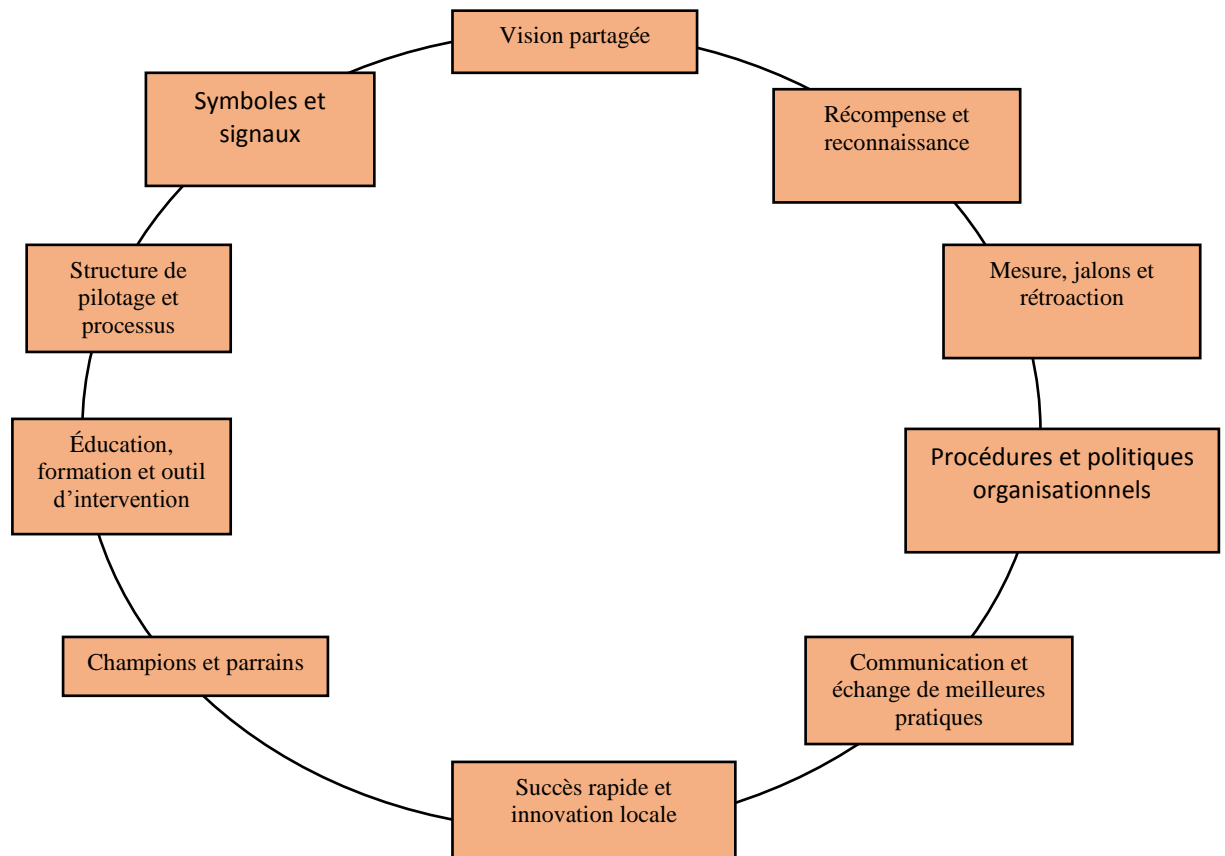 Vision partagée
Symboles et
signaux
Récompense et
reconnaissance
Structure de
pilotage et
processus
Mesure, jalons et
rétroaction
Éducation,
formation et outil
d’intervention
Procédures et politiques
organisationnels
Champions et parrains
Communication et
échange de meilleures
pratiques
Succès rapide et
innovation locale